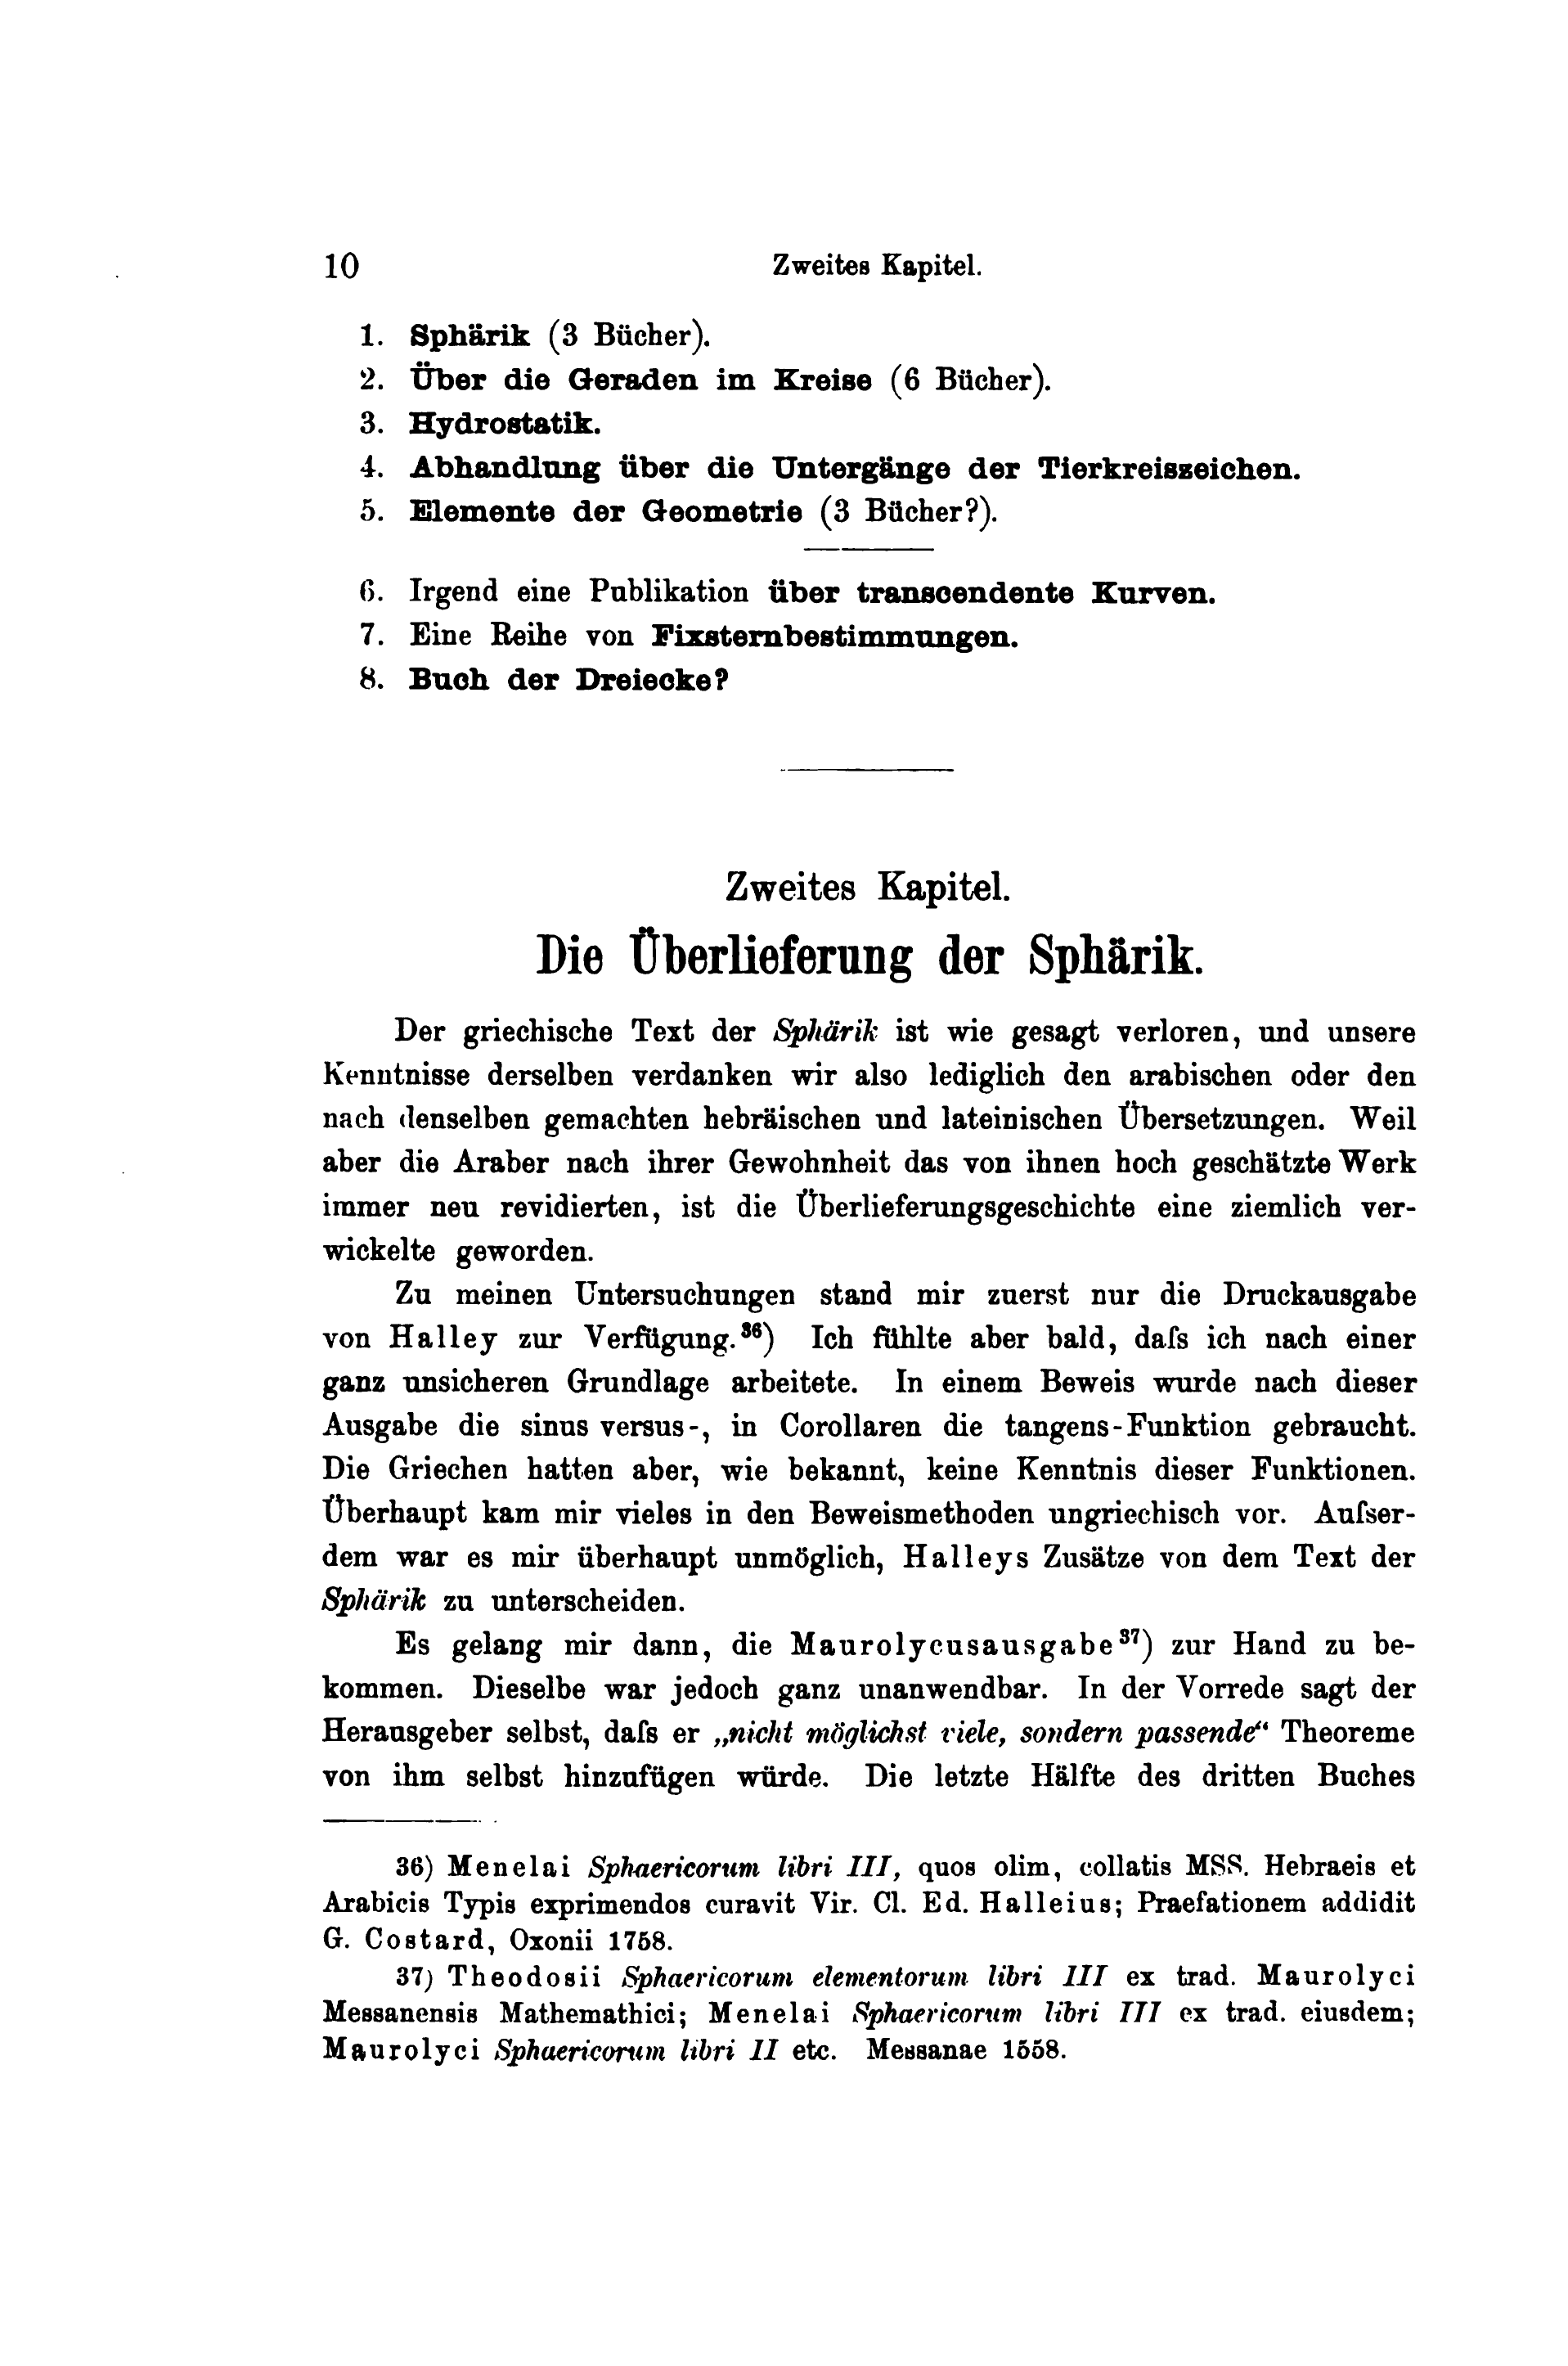 10 Zweites Kapitel.
1. Sphärik (3 Bücher).
2. Über die Geraden im Kreise (6 Bücher).
3. Hydrostatik.
4. Abhandlung über die Untergänge der Tierkreiszeichen.
5. Elemente der Geometrie (3 Bücher?).
6. Irgend eine Publikation über transcendente Kurven.
7. Eine Reihe von Fixsternbestimmungen.
8. Buch der Dreiecke?
Zweites Kapitel.
Die Überlieferung der Sphärik.
Der griechische Text der Sphärik ist wie gesagt verloren, und unsere
Kenntnisse derselben verdanken wir also lediglich den arabischen oder den
nach denselben gemachten hebräischen und lateinischen Übersetzungen. Weil
aber die Araber nach ihrer Gewohnheit das von ihnen hoch geschätzte Werk
immer neu revidierten, ist die Überlieferungsgeschichte eine ziemlich ver-
wickelte geworden.
Zu meinen Untersuchungen stand mir zuerst nur die Druckausgabe
von Halley zur Verfügung.³⁶) Ich fühlte aber bald, daſs ich nach einer
ganz unsicheren Grundlage arbeitete. In einem Beweis wurde nach dieser
Ausgabe die sinus versus-, in Corollaren die tangens-Funktion gebraucht.
Die Griechen hatten aber, wie bekannt, keine Kenntnis dieser Funktionen.
Überhaupt kam mir vieles in den Beweismethoden ungriechisch vor. Auſser-
dem war es mir überhaupt unmöglich, Halleys Zusätze von dem Text der
Sphärik zu unterscheiden.
Es gelang mir dann, die Maurolycusausgabe³⁷) zur Hand zu be-
kommen. Dieselbe war jedoch ganz unanwendbar. In der Vorrede sagt der
Herausgeber selbst, daſs er „nicht möglichst viele, sondern passende“ Theoreme
von ihm selbst hinzufügen würde. Die letzte Hälfte des dritten Buches
36) Menelai Sphaericorum libri III, quos olim, collatis MSS. Hebraeis et
Arabicis Typis exprimendos curavit Vir. Cl. Ed. Halleius; Praefationem addidit
G. Costard, Oxonii 1758.
37) Theodosii Sphaericorum elementorum libri III ex trad. Maurolyci
Messanensis Mathemathici; Menelai Sphaericorum libri III ex trad. eiusdem;
Maurolyci Sphaericorum libri II etc. Messanae 1558.